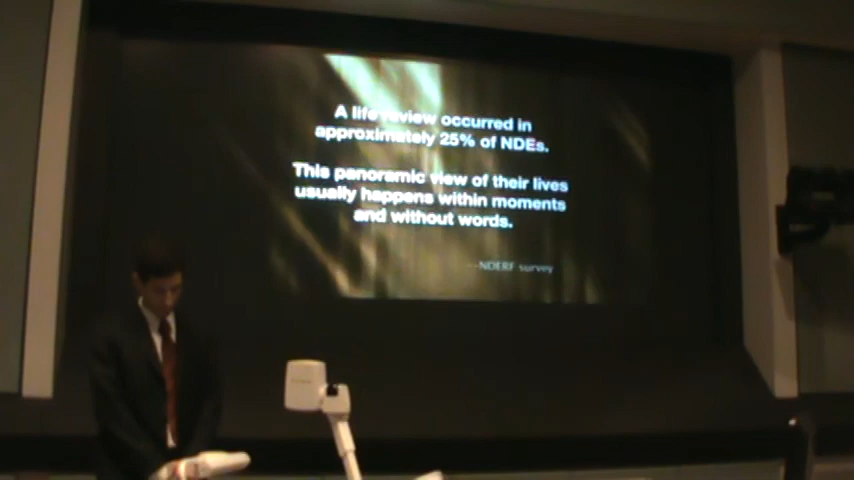 A life review occurred in
approximately 25% of NDEs.
This panoramic view of their lives
usually happens within moments
and without words.
—NDERF survey